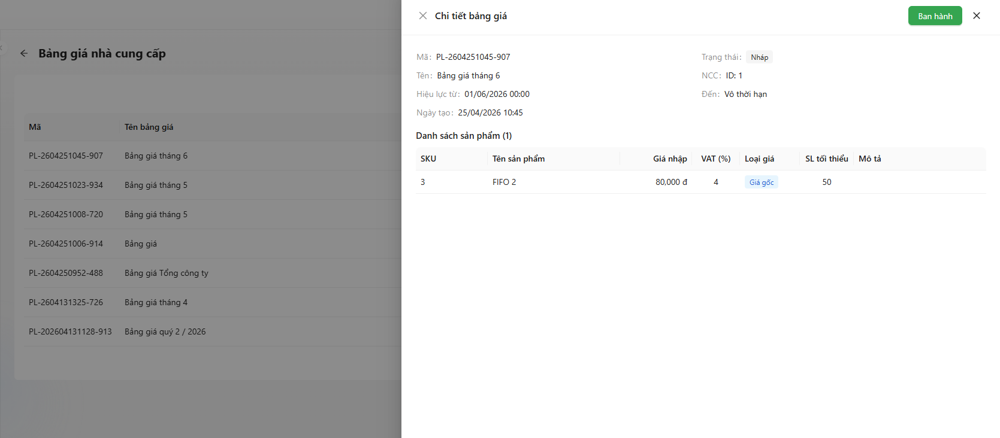 Bảng giá nhà cung cấp
Mã Tên bảng giá
PL-2604251045-907 Bảng giá tháng 6
PL-2604251023-934 Bảng giá tháng 5
PL-2604251008-720 Bảng giá tháng 5
PL-2604251006-914 Bảng giá
PL-2604250952-488 Bảng giá Tổng công ty
PL-2604131325-726 Bảng giá tháng 4
PL-202604131128-913 Bảng giá quý 2 / 2026
Chi tiết bảng giá Ban hành
Mã: PL-2604251045-907 Trạng thái: Nháp
Tên: Bảng giá tháng 6 NCC: ID: 1
Hiệu lực từ: 01/06/2026 00:00 Đến: Vô thời hạn
Ngày tạo: 25/04/2026 10:45
Danh sách sản phẩm (1)
SKU Tên sản phẩm Giá nhập VAT (%) Loại giá SL tối thiểu Mô tả
3 FIFO 2 80,000 đ 4 Giá gốc 50